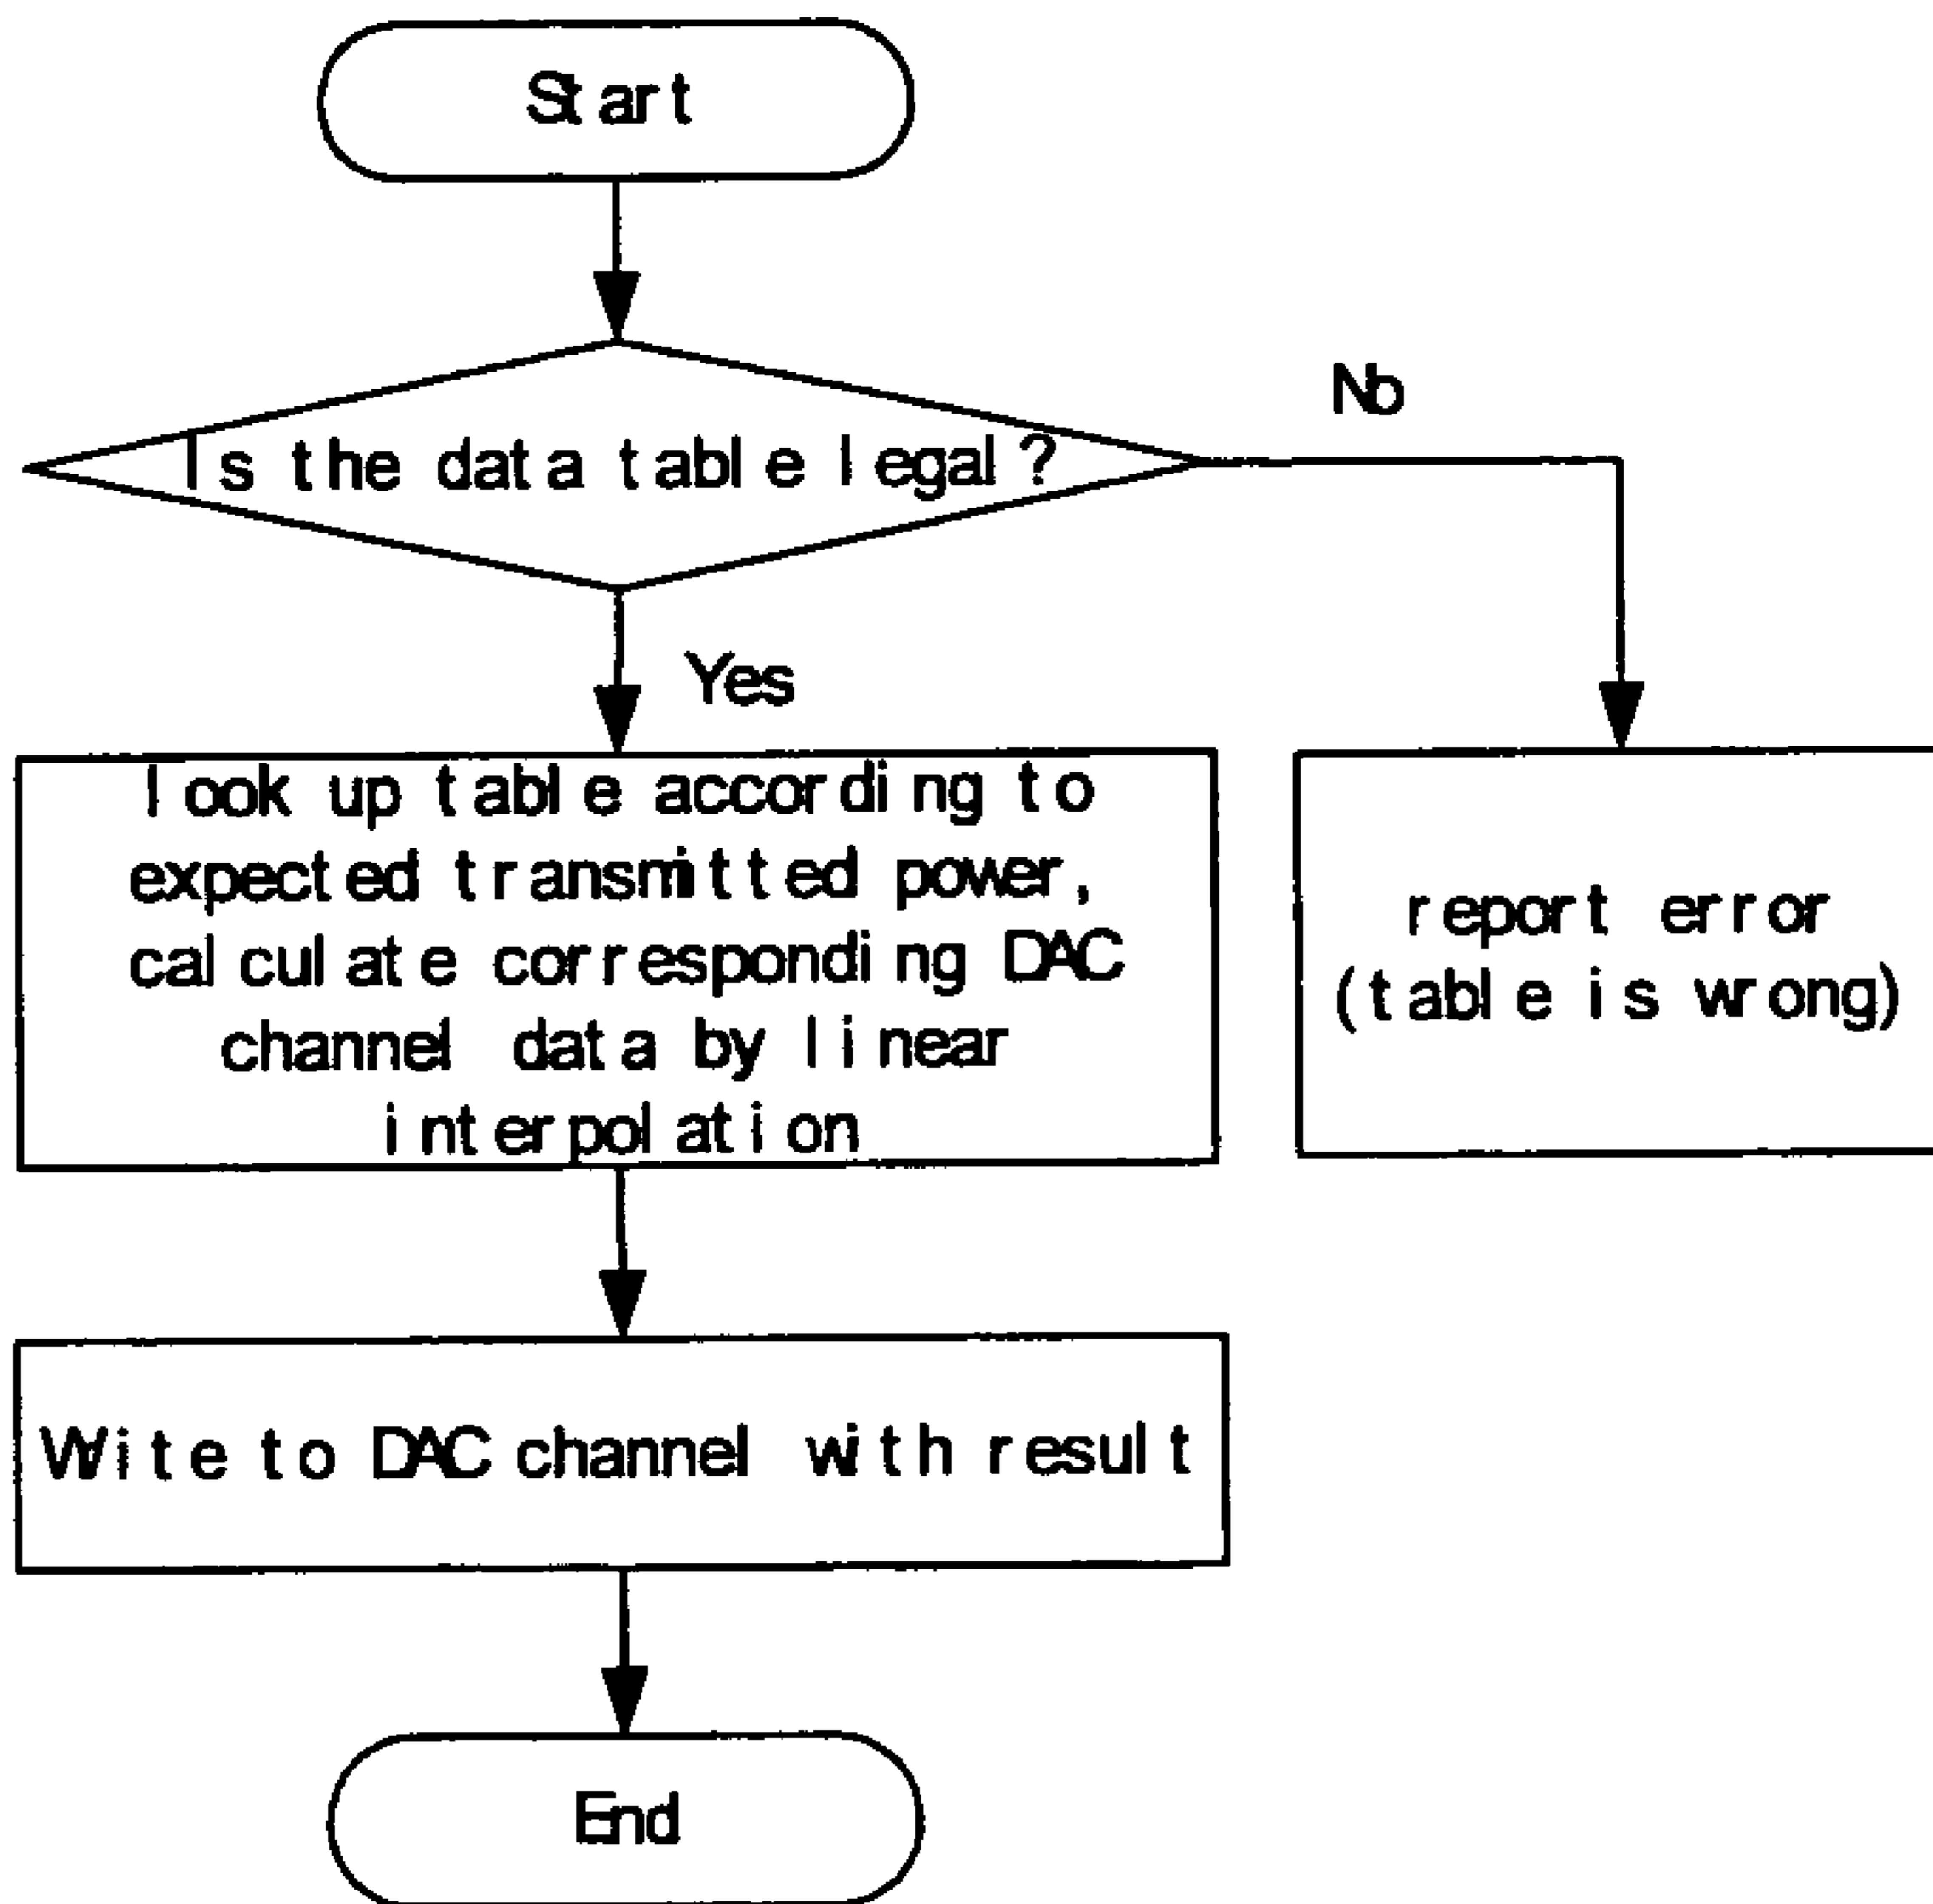 Start
Is the data table legal?
No
Yes
look up table according to
expected transmitted power,
calculate corresponding DAC
channel data by linear
interpolation
report error
(table is wrong)
Write to DAC channel with result
End